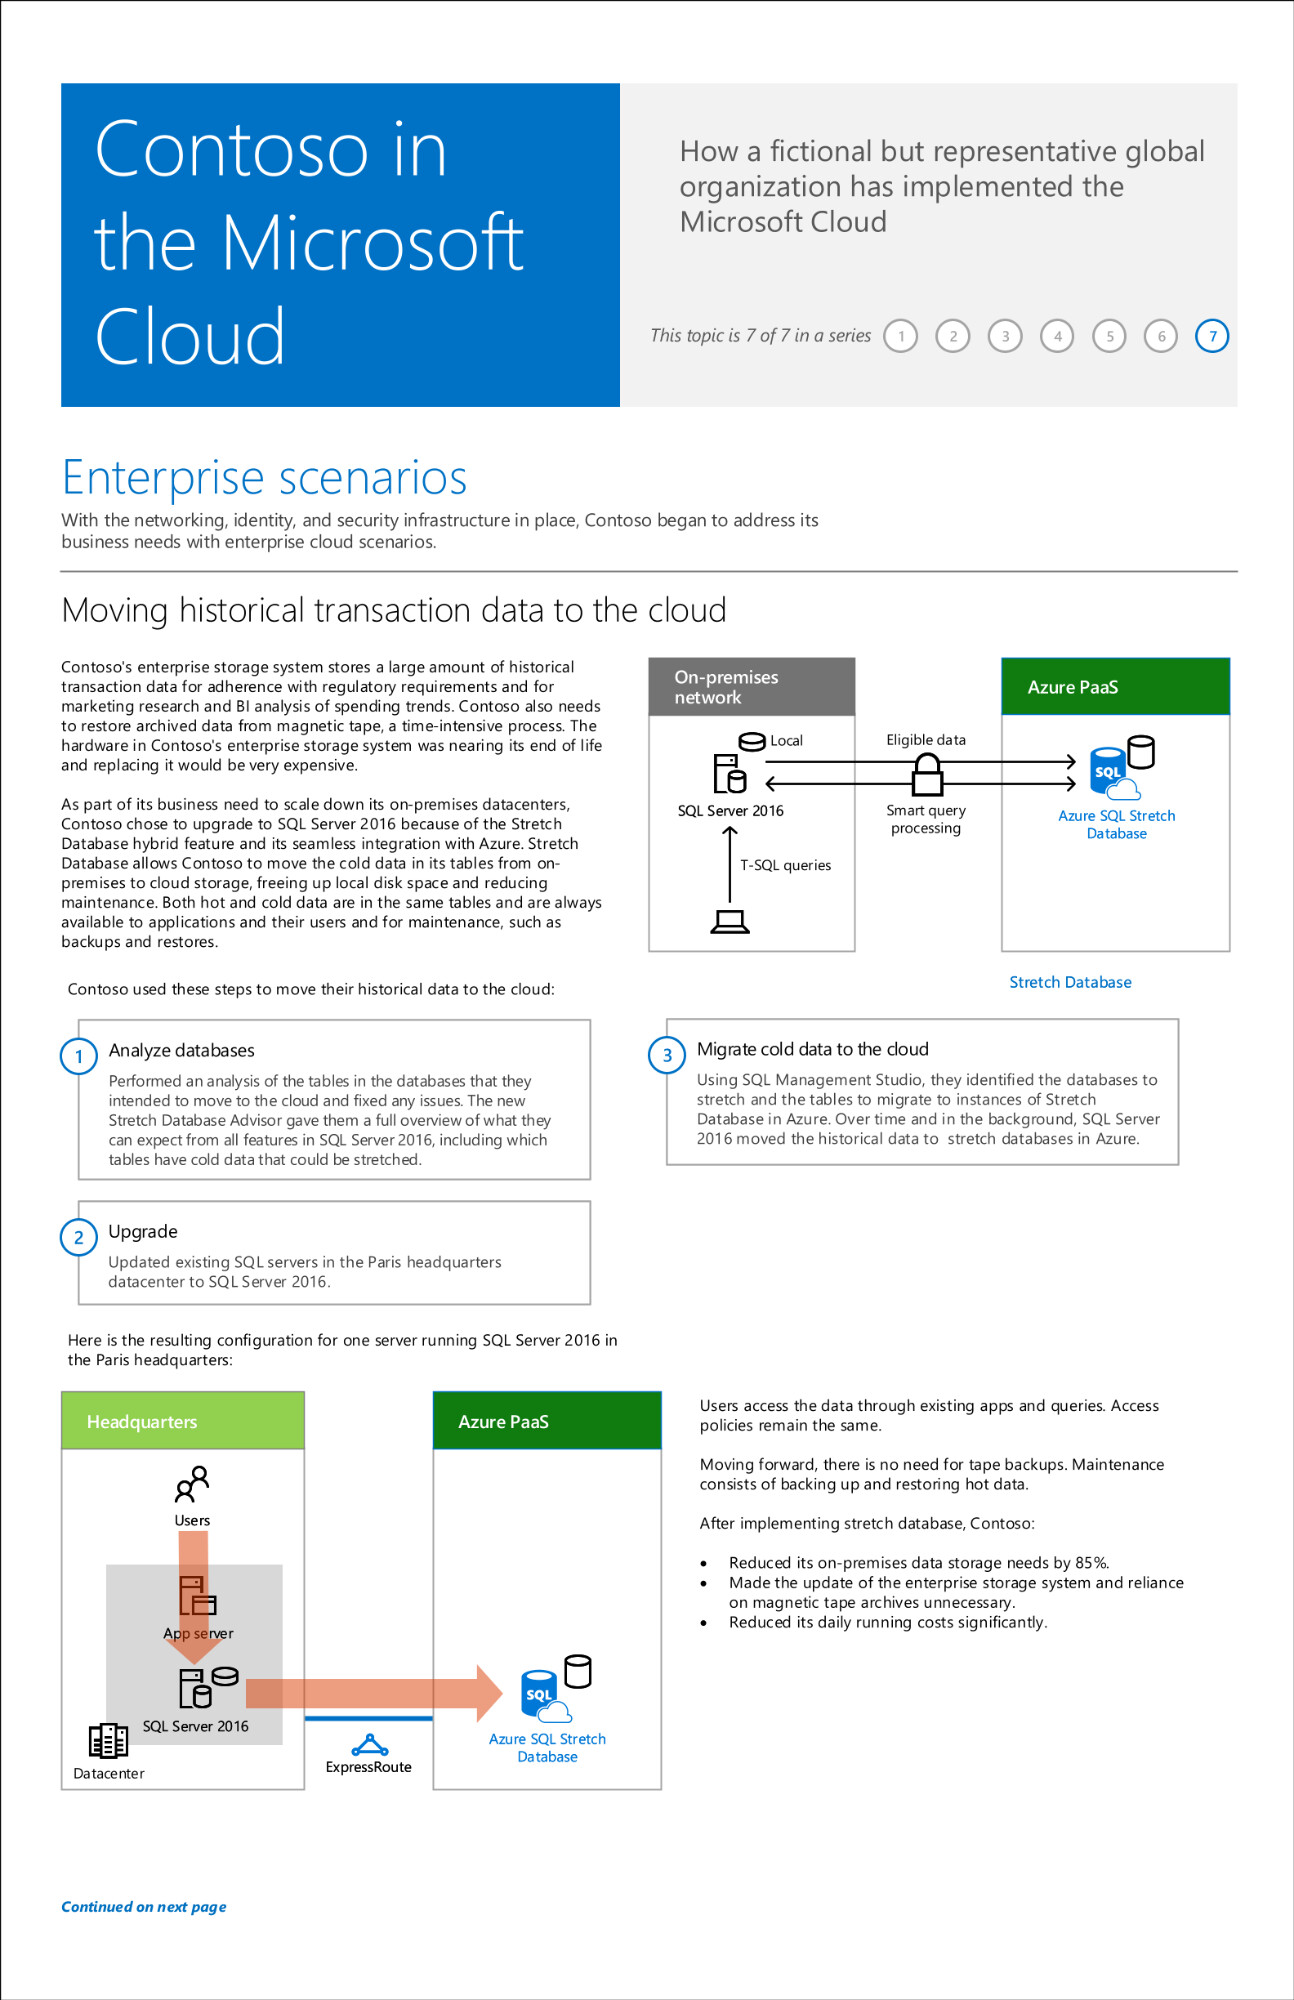 Contoso in
the Microsoft
Cloud
How a fictional but representative global
organization has implemented the
Microsoft Cloud
This topic is 7 of 7 in a series 1 2 3 4 5 6 7
Enterprise scenarios
With the networking, identity, and security infrastructure in place, Contoso began to address its
business needs with enterprise cloud scenarios.
Moving historical transaction data to the cloud
Contoso's enterprise storage system stores a large amount of historical
transaction data for adherence with regulatory requirements and for
marketing research and BI analysis of spending trends. Contoso also needs
to restore archived data from magnetic tape, a time-intensive process. The
hardware in Contoso's enterprise storage system was nearing its end of life
and replacing it would be very expensive.
As part of its business need to scale down its on-premises datacenters,
Contoso chose to upgrade to SQL Server 2016 because of the Stretch
Database hybrid feature and its seamless integration with Azure. Stretch
Database allows Contoso to move the cold data in its tables from on-
premises to cloud storage, freeing up local disk space and reducing
maintenance. Both hot and cold data are in the same tables and are always
available to applications and their users and for maintenance, such as
backups and restores.
On-premises
network
Azure PaaS
Local
Eligible data
SQL
SQL Server 2016
Smart query
processing
Azure SQL Stretch
Database
T-SQL queries
Stretch Database
Contoso used these steps to move their historical data to the cloud:
1
Analyze databases
Performed an analysis of the tables in the databases that they
intended to move to the cloud and fixed any issues. The new
Stretch Database Advisor gave them a full overview of what they
can expect from all features in SQL Server 2016, including which
tables have cold data that could be stretched.
2
Upgrade
Updated existing SQL servers in the Paris headquarters
datacenter to SQL Server 2016.
3
Migrate cold data to the cloud
Using SQL Management Studio, they identified the databases to
stretch and the tables to migrate to instances of Stretch
Database in Azure. Over time and in the background, SQL Server
2016 moved the historical data to stretch databases in Azure.
Here is the resulting configuration for one server running SQL Server 2016 in
the Paris headquarters:
Headquarters
Azure PaaS
Users
App server
SQL Server 2016
Datacenter
ExpressRoute
SQL
Azure SQL Stretch
Database
Users access the data through existing apps and queries. Access
policies remain the same.
Moving forward, there is no need for tape backups. Maintenance
consists of backing up and restoring hot data.
After implementing stretch database, Contoso:
• Reduced its on-premises data storage needs by 85%.
• Made the update of the enterprise storage system and reliance
on magnetic tape archives unnecessary.
• Reduced its daily running costs significantly.
Continued on next page